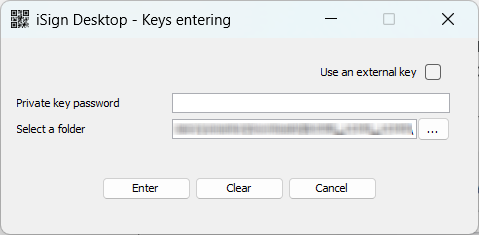 iSign Desktop - Keys entering
Use an external key
Private key password
Select a folder
...
Enter Clear Cancel